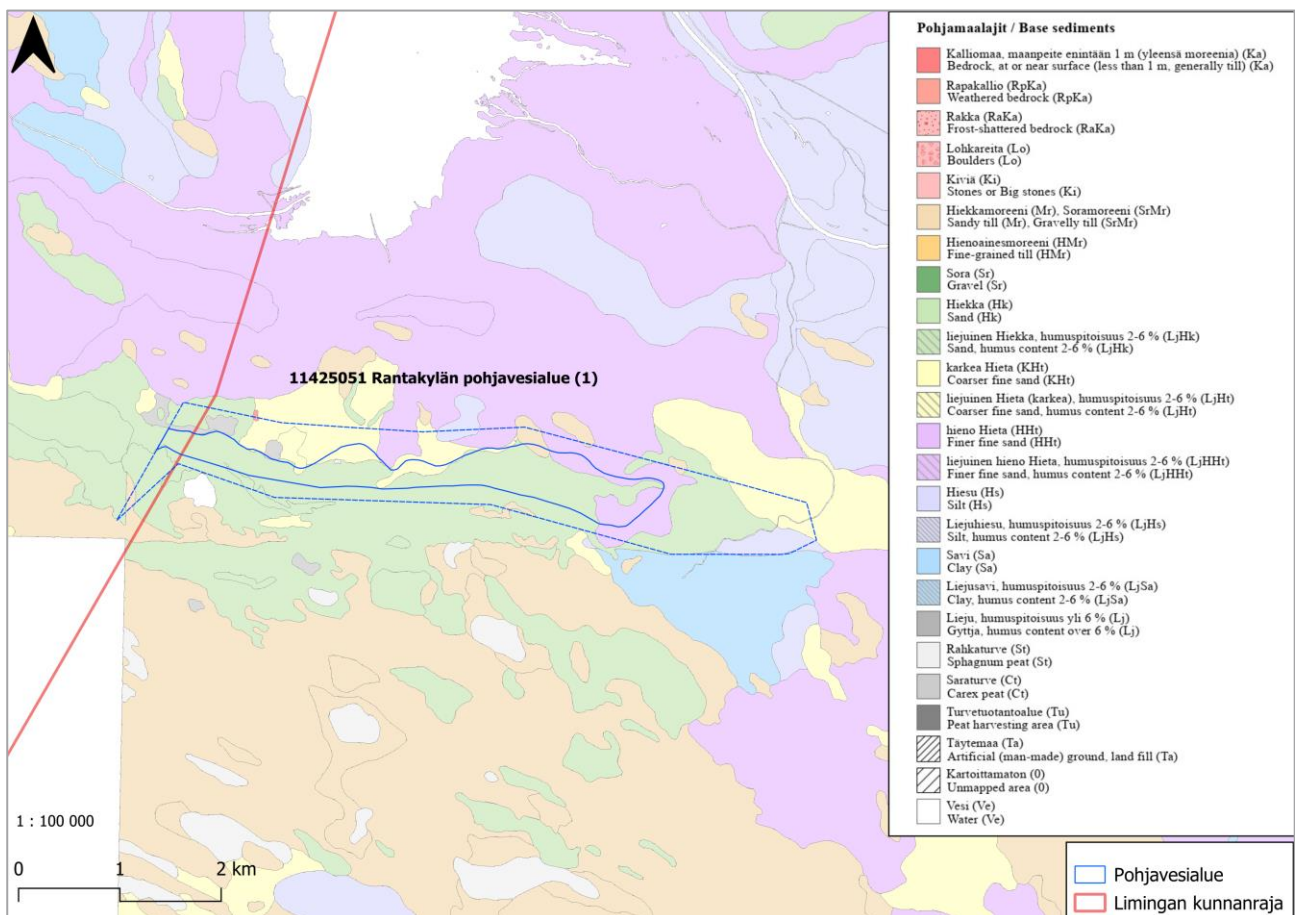 11425051 Rantakylän pohjavesialue (1)
1 : 100 000
0 1 2 km
Pohjamaalajit / Base sediments
Kalliomaa, maanpeite enintään 1 m (yleensä moreenia) (Ka)
Bedrock, at or near surface (less than 1 m, generally till) (Ka)
Rapakallio (RpKa)
Weathered bedrock (RpKa)
Rakka (RaKa)
Frost-shattered bedrock (RaKa)
Lohkareita (Lo)
Boulders (Lo)
Kiviä (Ki)
Stones or Big stones (Ki)
Hiekkamoreeni (Mr), Soramoreeni (SrMr)
Sandy till (Mr), Gravelly till (SrMr)
Hienoainesmoreeni (HMr)
Fine-grained till (HMr)
Sora (Sr)
Gravel (Sr)
Hiekka (Hk)
Sand (Hk)
liejuinen Hiekka, humuspitoisuus 2-6 % (LjHk)
Sand, humus content 2-6 % (LjHk)
karkea Hieta (KHt)
Coarser fine sand (KHt)
liejuinen Hieta (karkea), humuspitoisuus 2-6 % (LjHt)
Coarser fine sand, humus content 2-6 % (LjHt)
hieno Hieta (HHt)
Finer fine sand (HHt)
liejuinen hieno Hieta, humuspitoisuus 2-6 % (LjHHt)
Finer fine sand, humus content 2-6 % (LjHHt)
Hiesu (Hs)
Silt (Hs)
Liejuhiesu, humuspitoisuus 2-6 % (LjHs)
Silt, humus content 2-6 % (LjHs)
Savi (Sa)
Clay (Sa)
Liejusavi, humuspitoisuus 2-6 % (LjSa)
Clay, humus content 2-6 % (LjSa)
Lieju, humuspitoisuus yli 6 % (Lj)
Gyttja, humus content over 6 % (Lj)
Rahkaturve (St)
Sphagnum peat (St)
Saraturve (Ct)
Carex peat (Ct)
Turvetuotantoalue (Tu)
Peat harvesting area (Tu)
Täytemaa (Ta)
Artificial (man-made) ground, land fill (Ta)
Kartoittamaton (0)
Unmapped area (0)
Vesi (Ve)
Water (Ve)
Pohjavesialue
Limingan kunnanraja